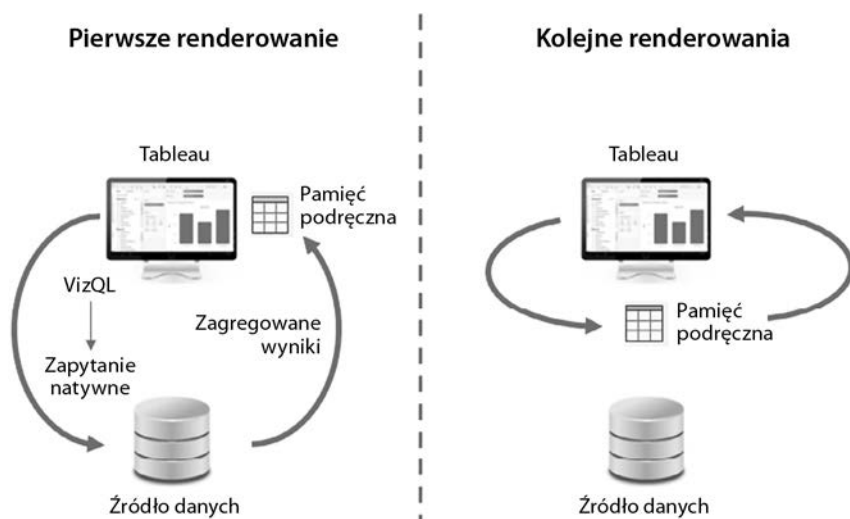 Pierwsze renderowanie
Tableau
Pamięć
podręczna
VizQL
Zagregowane
wyniki
Zapytanie
natywne
Źródło danych
Kolejne renderowania
Tableau
Pamięć
podręczna
Źródło danych